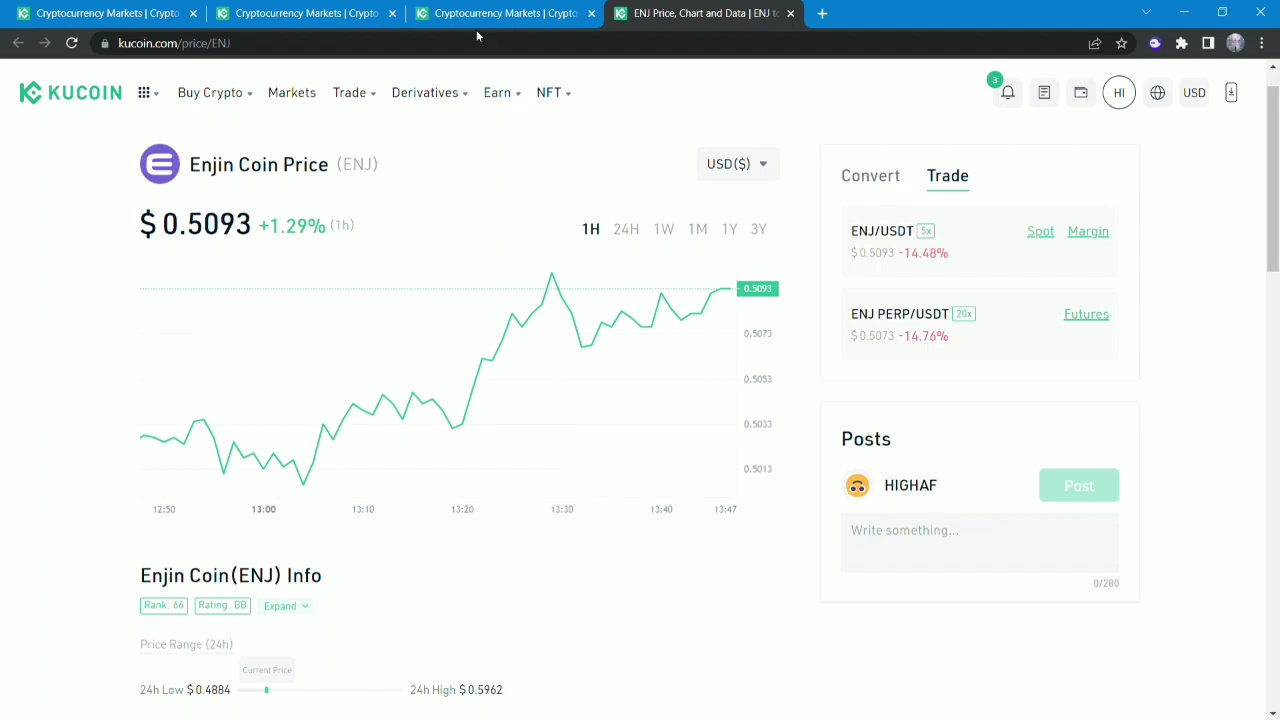 Cryptocurrency Markets | Crypto
Cryptocurrency Markets | Crypto
Cryptocurrency Markets | Crypto
ENJ Price, Chart and Data | ENJ to
kucoin.com/price/ENJ
KUCOIN
Buy Crypto
Markets
Trade
Derivatives
Earn
NFT
3
HI
USD
Enjin Coin Price (ENJ)
USD($)
$ 0.5093 +1.29% (1h)
1H 24H 1W 1M 1Y 3Y
0.5093
0.5073
0.5053
0.5033
0.5013
12:50 13:00 13:10 13:20 13:30 13:40 13:47
Enjin Coin(ENJ) Info
Rank: 66 Rating: BB Expand
Price Range (24h)
Current Price
24h Low $ 0.4884 24h High $ 0.5962
Convert Trade
ENJ/USDT 5x Spot Margin
$ 0.5093 -14.48%
ENJ PERP/USDT 20x Futures
$ 0.5073 -14.76%
Posts
HIGHAF Post
Write something...
0/280